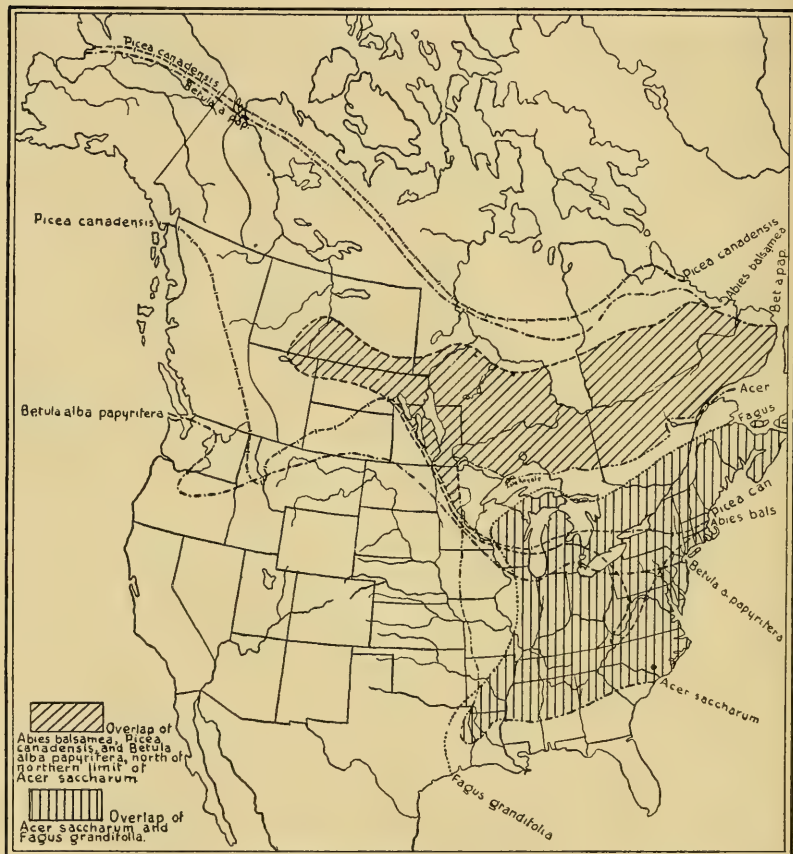 Picea canadensis
Betula a pap.
Picea canadensis
Picea canadensis
Abies balsamea
Bet a pap.
Betula alba papyrifera
Acer
Fagus
Picea can
Abies bals
Betula a. papyrifera
Acer saccharum
Fagus grandifolia
Overlap of
Abies balsamea, Picea
canadensis, and Betula
alba papyrifera, north of
northern limit of
Acer saccharum
Overlap of
Acer saccharum and
Fagus grandifolia.